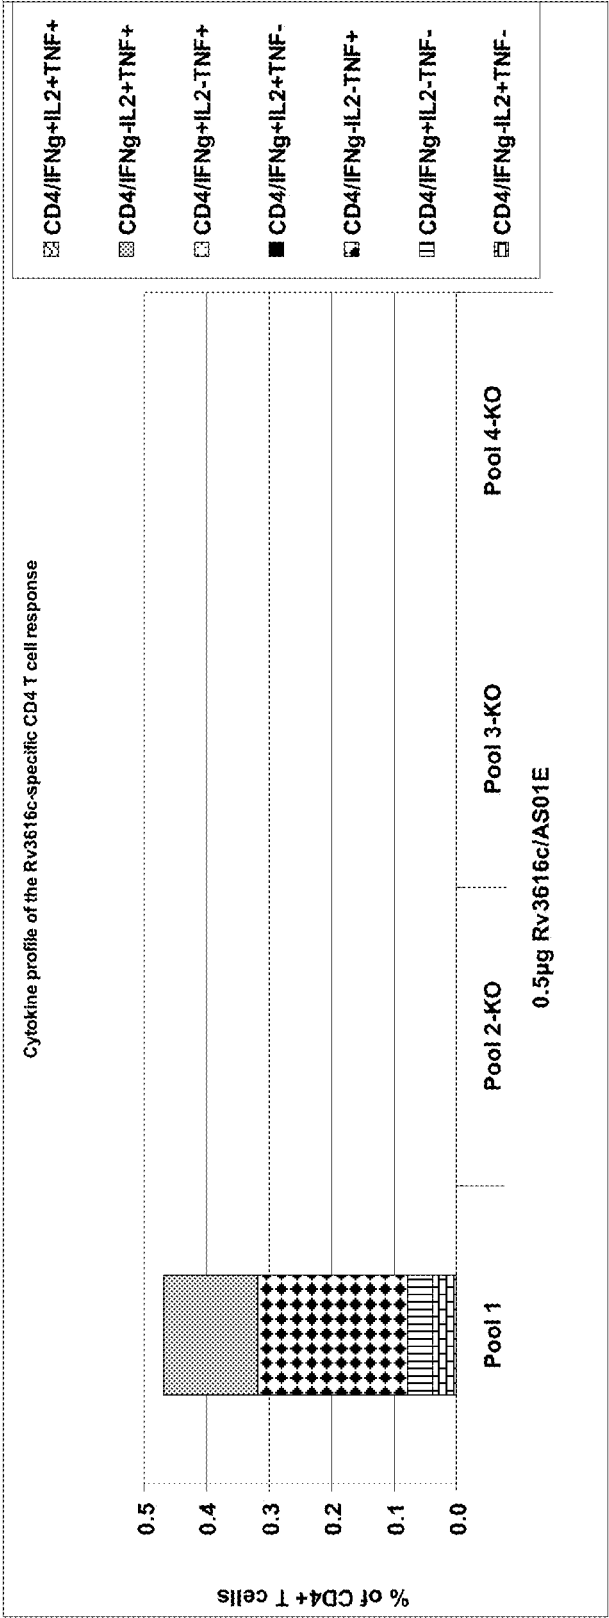 Cytokine profile of the Rv3616c-specific CD4 T cell response
% of CD4+ T cells
0.5
0.4
0.3
0.2
0.1
0.0
Pool 1
Pool 2-KO
Pool 3-KO
Pool 4-KO
0.5µg Rv3616c/AS01E
CD4/IFNg+IL2+TNF+
CD4/IFNg-IL2+TNF+
CD4/IFNg+IL2-TNF+
CD4/IFNg+IL2+TNF-
CD4/IFNg-IL2-TNF+
CD4/IFNg+IL2-TNF-
CD4/IFNg-IL2+TNF-